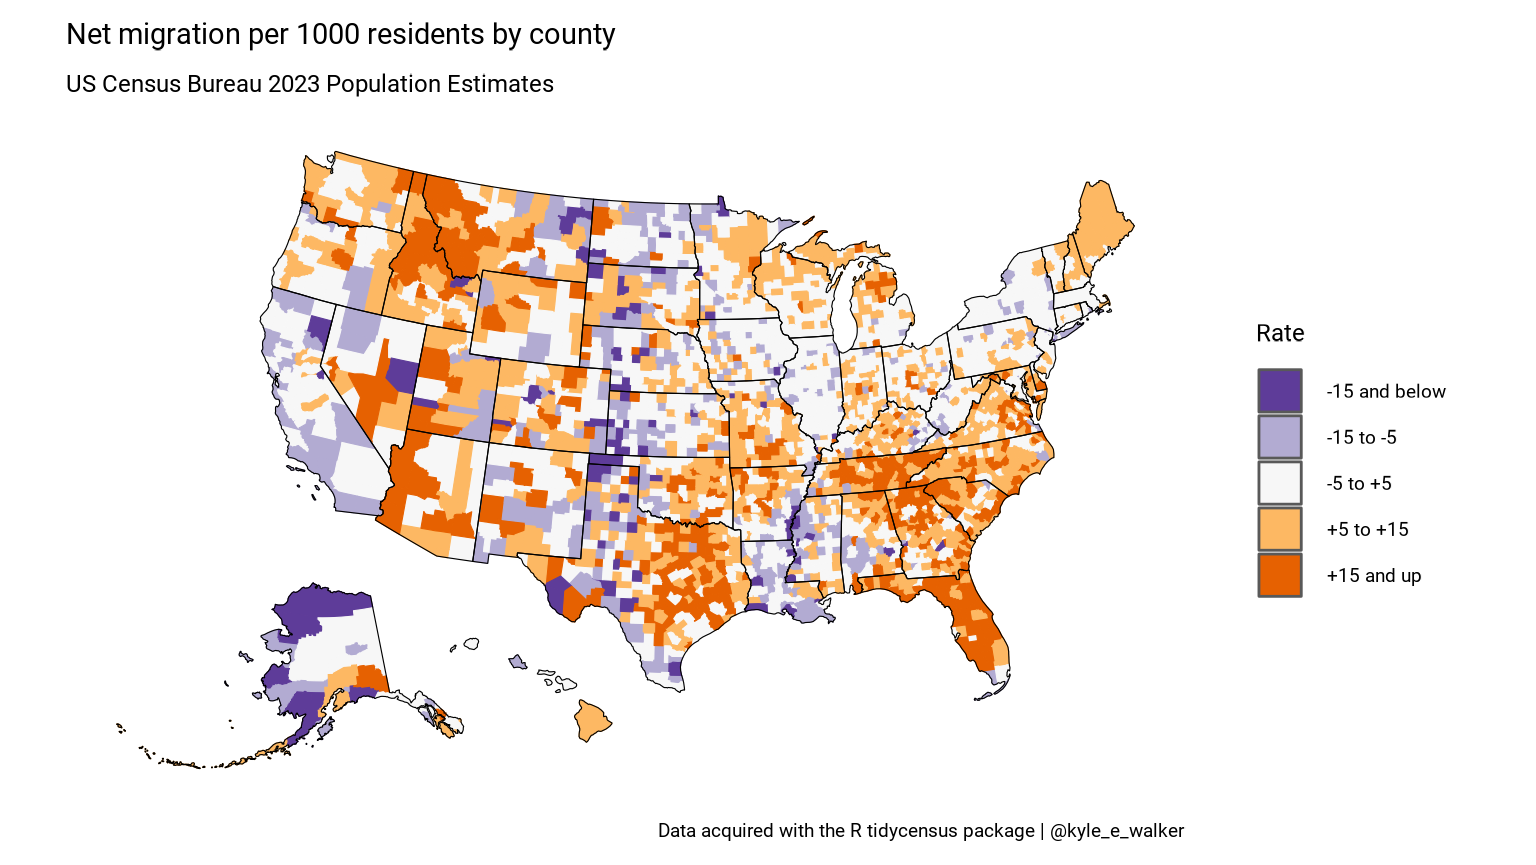 Net migration per 1000 residents by county
US Census Bureau 2023 Population Estimates
Rate
-15 and below
-15 to -5
-5 to +5
+5 to +15
+15 and up
Data acquired with the R tidycensus package | @kyle_e_walker